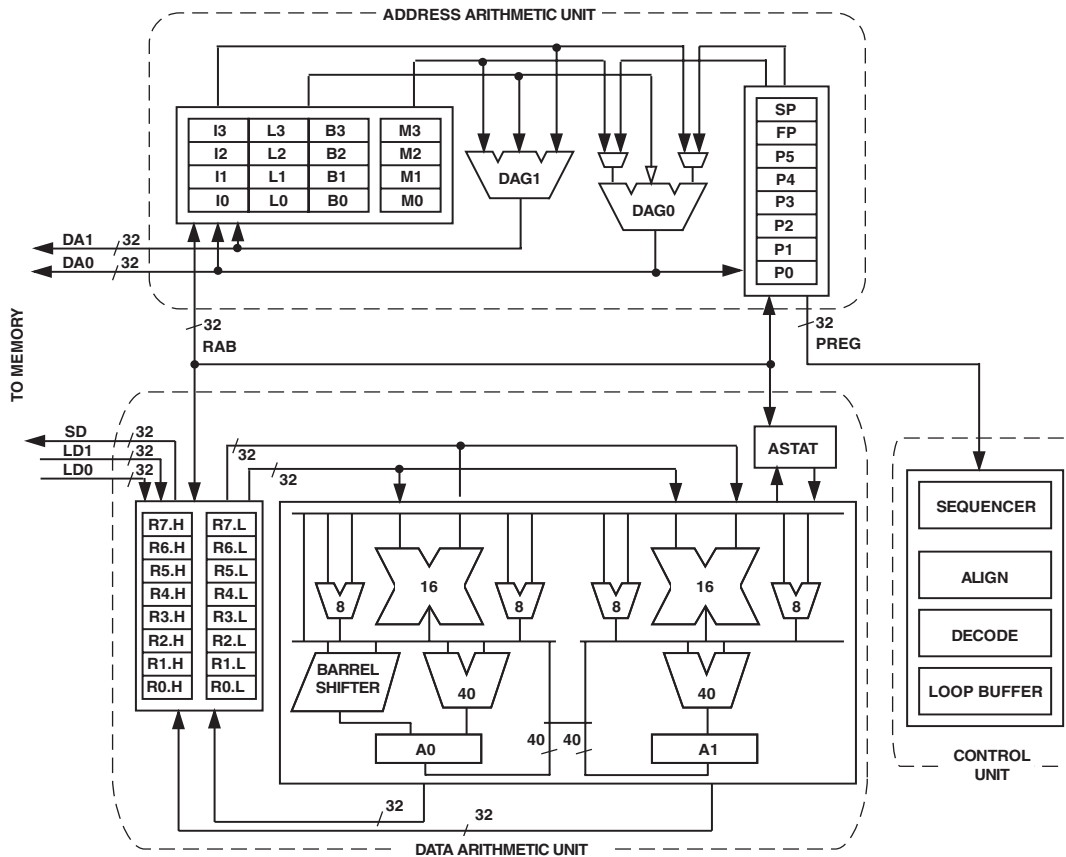 ADDRESS ARITHMETIC UNIT
I3 L3 B3 M3
I2 L2 B2 M2
I1 L1 B1 M1
I0 L0 B0 M0
DAG1
DAG0
SP
FP
P5
P4
P3
P2
P1
P0
DA1 32
DA0 32
32
RAB
32
PREG
TO MEMORY
SD 32
LD1 32
LD0 32
32
32
ASTAT
R7.H R7.L
R6.H R6.L
R5.H R5.L
R4.H R4.L
R3.H R3.L
R2.H R2.L
R1.H R1.L
R0.H R0.L
8 16 8 8 16 8
BARREL
SHIFTER
40
40
A0
40 40
A1
32
32
DATA ARITHMETIC UNIT
SEQUENCER
ALIGN
DECODE
LOOP BUFFER
CONTROL
UNIT